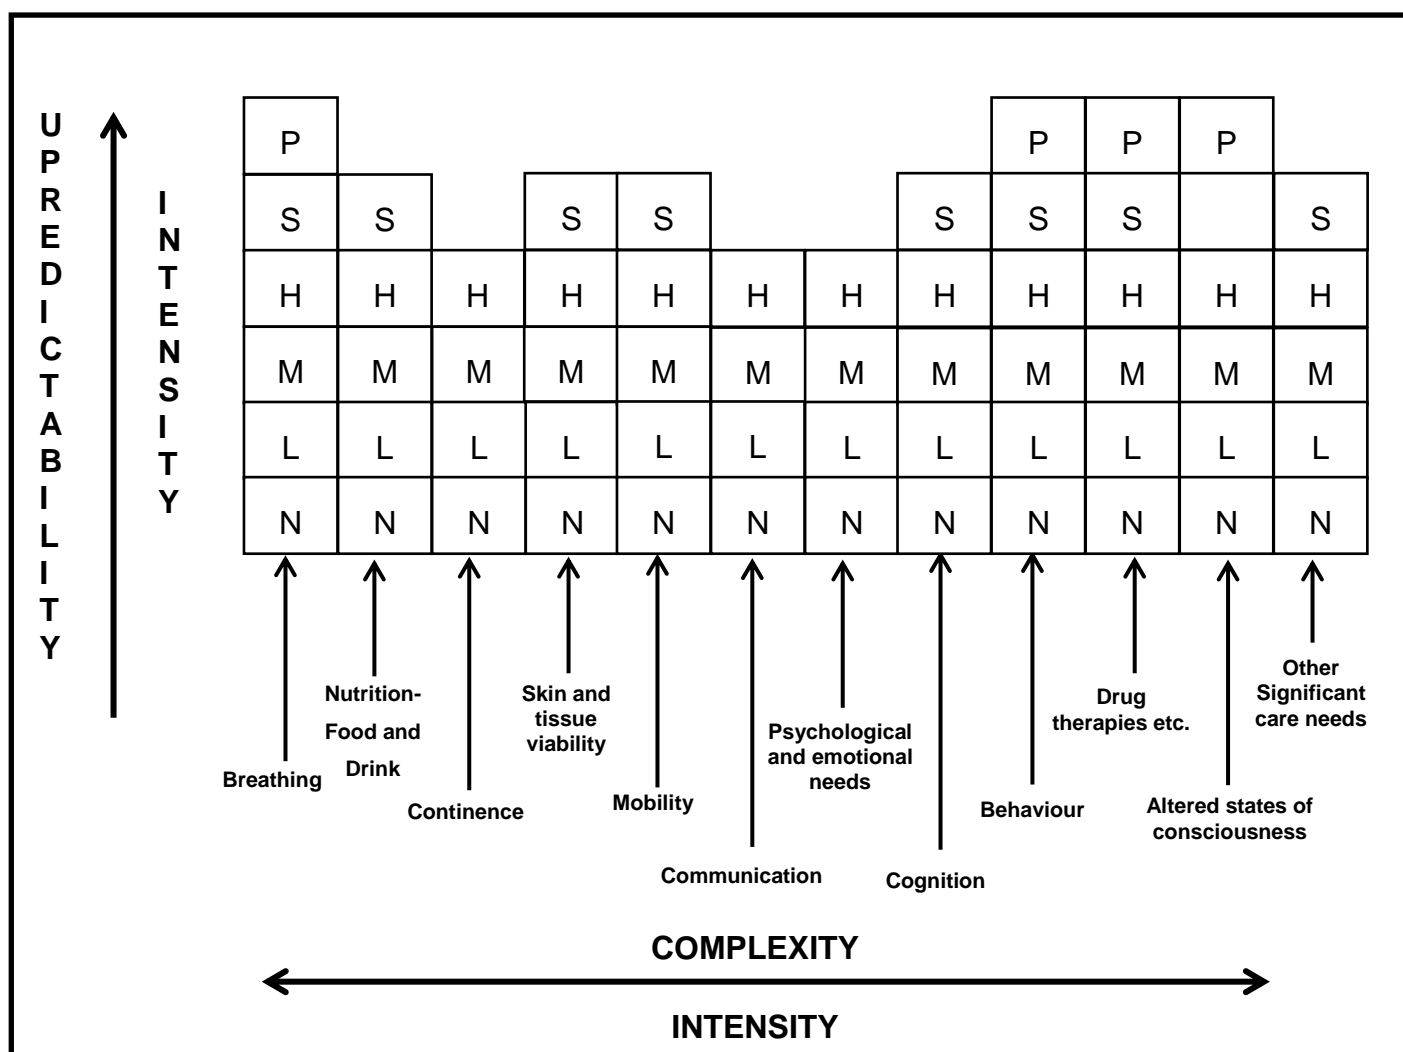 UPREDICTABILITY
INTENSITY
P P P P
S S S S S S S S
H H H H H H H H H H H H
M M M M M M M M M M M M
L L L L L L L L L L L L
N N N N N N N N N N N N
Breathing
Nutrition-
Food and
Drink
Continence
Skin and
tissue
viability
Mobility
Communication
Psychological
and emotional
needs
Cognition
Behaviour
Drug
therapies etc.
Altered states of
consciousness
Other
Significant
care needs
COMPLEXITY
INTENSITY